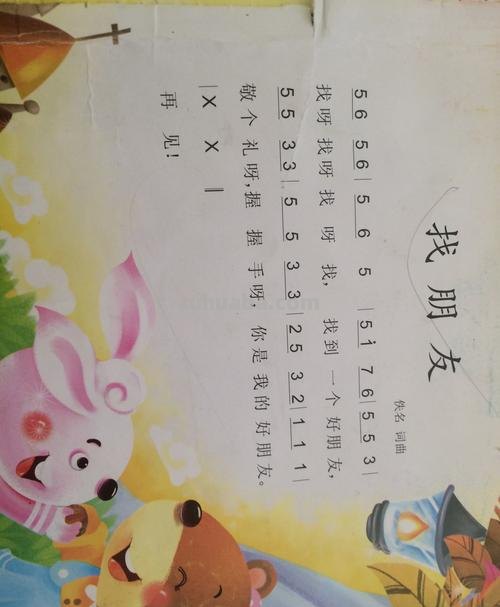 找朋友
佚名 词曲
5 6 5 6 | 5 6 5 | 5 i̇ 7 6 | 5 5 3 |
找呀找呀找呀找，找到一个好朋友，
5 5 3 3 | 5 5 3 3 | 2 5 3 2 | 1 1 1 |
敬个礼呀，握握手呀，你是我的好朋友。
| X X ‖
再见！